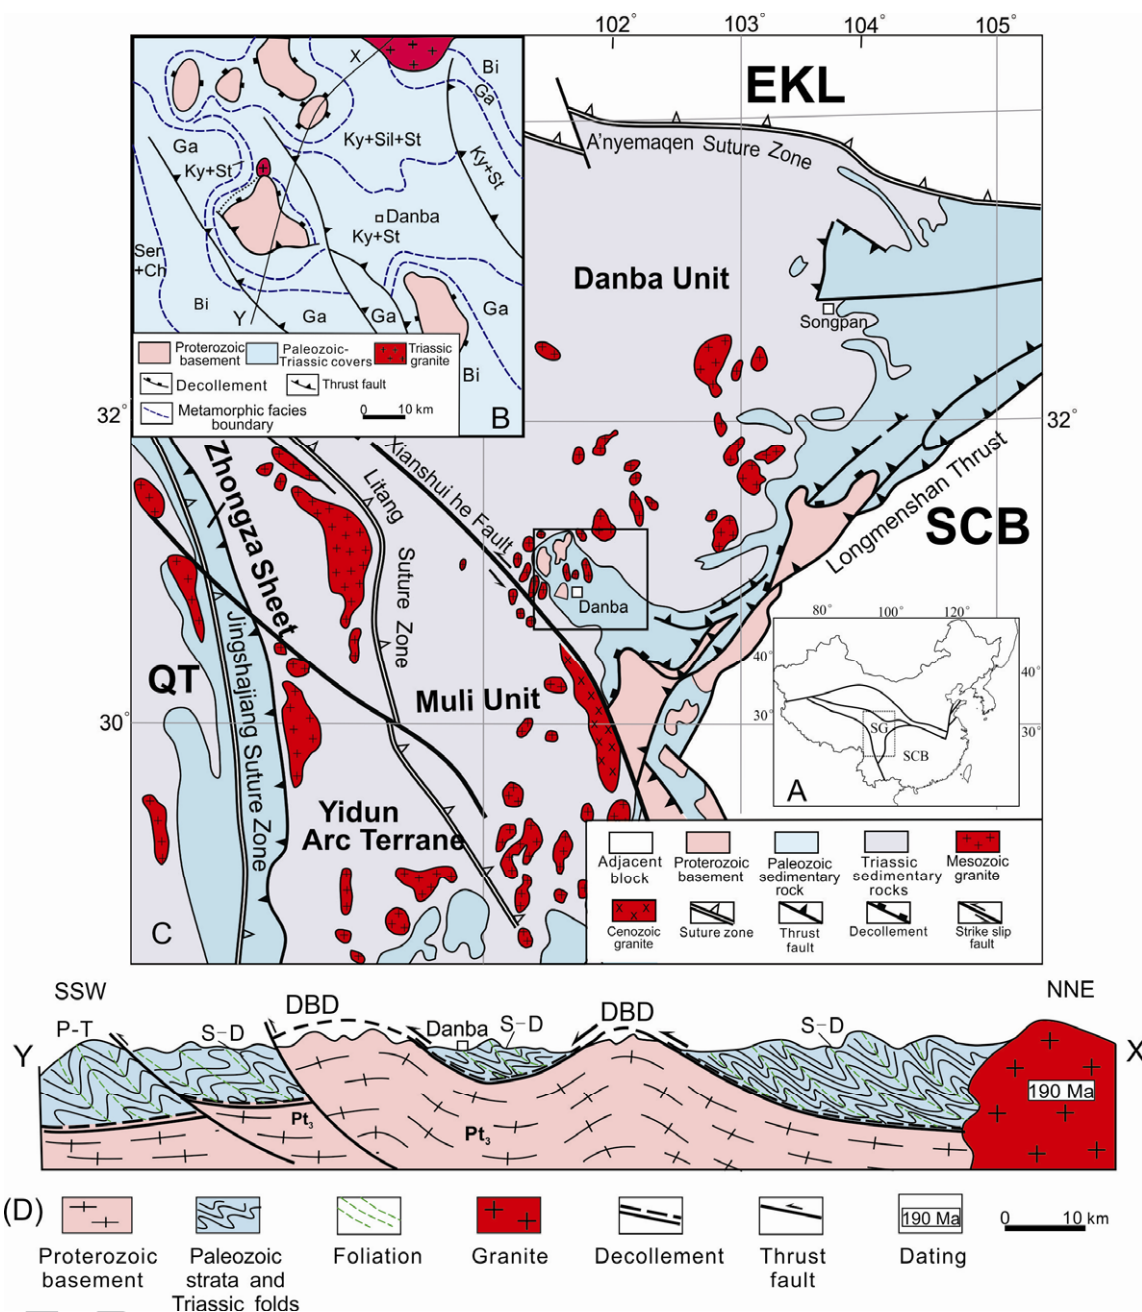 102°
103°
104°
105°
EKL
A'nyemaqen Suture Zone
Danba Unit
Songpan
32°
32°
X
Bi
Ga
Ga
Ky+Sil+St
Ky+St
Ky+St
Danba
Ky+St
Ser
+Ch
Bi
Y
Ga
Ga
Ga
Bi
Proterozoic
basement
Paleozoic-
Triassic covers
Triassic
granite
Decollement
Thrust fault
Metamorphic facies
boundary
0 10 km
B
Zhongza Sheet
Litang
Suture Zone
Xianshui he Fault
Longmenshan Thrust
SCB
Danba
QT
Jingshajiang Suture Zone
Muli Unit
30°
Yidun
Arc Terrane
C
80°
100°
120°
40°
40°
30°
30°
SG
SCB
A
Adjacent
block
Proterozoic
basement
Paleozoic
sedimentary
rock
Triassic
sedimentary
rocks
Mesozoic
granite
Cenozoic
granite
Suture zone
Thrust
fault
Decollement
Strike slip
fault
SSW
NNE
P-T
S-D
DBD
Danba
S-D
DBD
S-D
Y
X
190 Ma
Pt3
Pt3
(D)
190 Ma
0 10 km
Proterozoic
basement
Paleozoic
strata and
Triassic folds
Foliation
Granite
Decollement
Thrust
fault
Dating